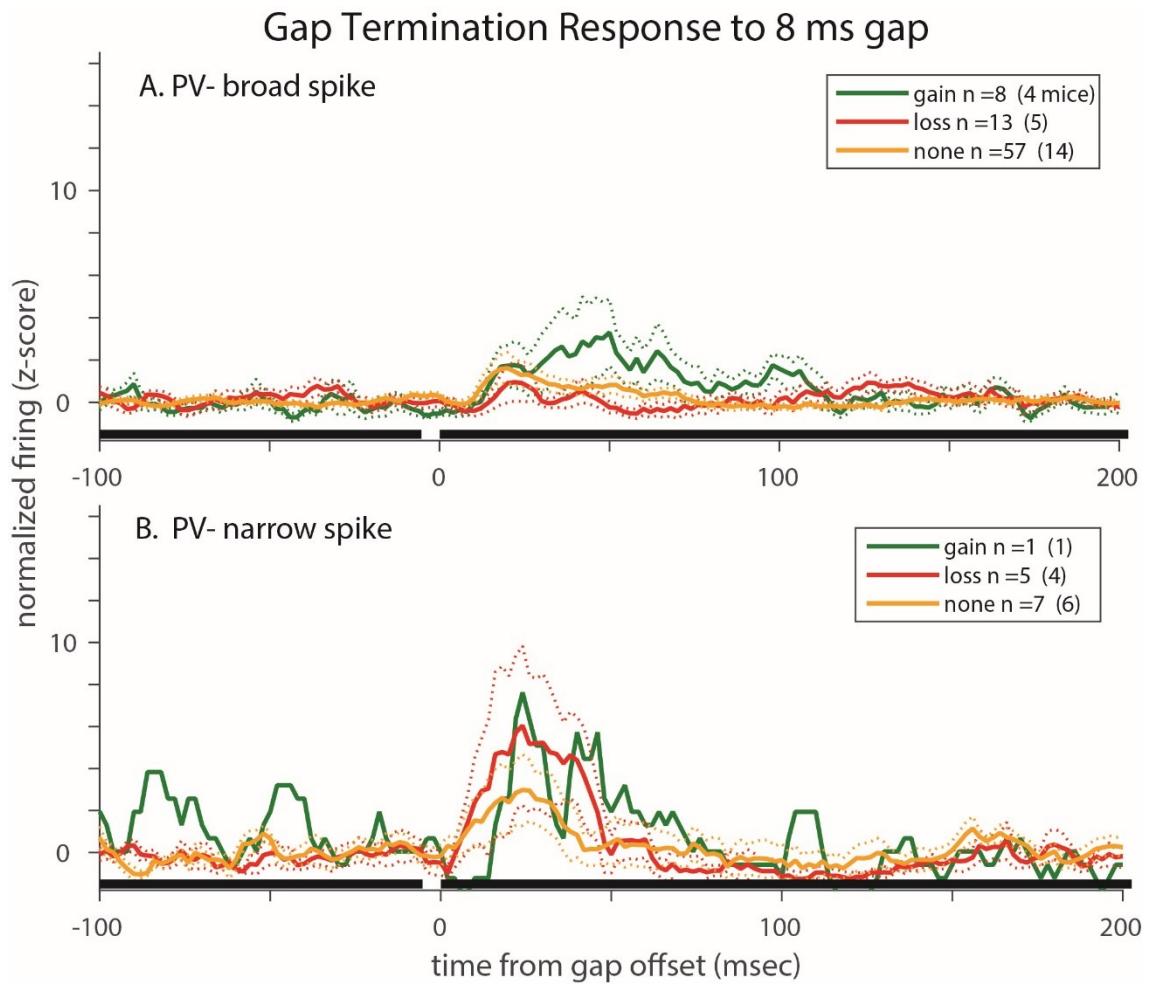 Gap Termination Response to 8 ms gap
A. PV- broad spike
gain n =8 (4 mice)
loss n =13 (5)
none n =57 (14)
10
0
-100
0
100
200
normalized firing (z-score)
B. PV- narrow spike
gain n =1 (1)
loss n =5 (4)
none n =7 (6)
10
0
-100
0
100
200
time from gap offset (msec)